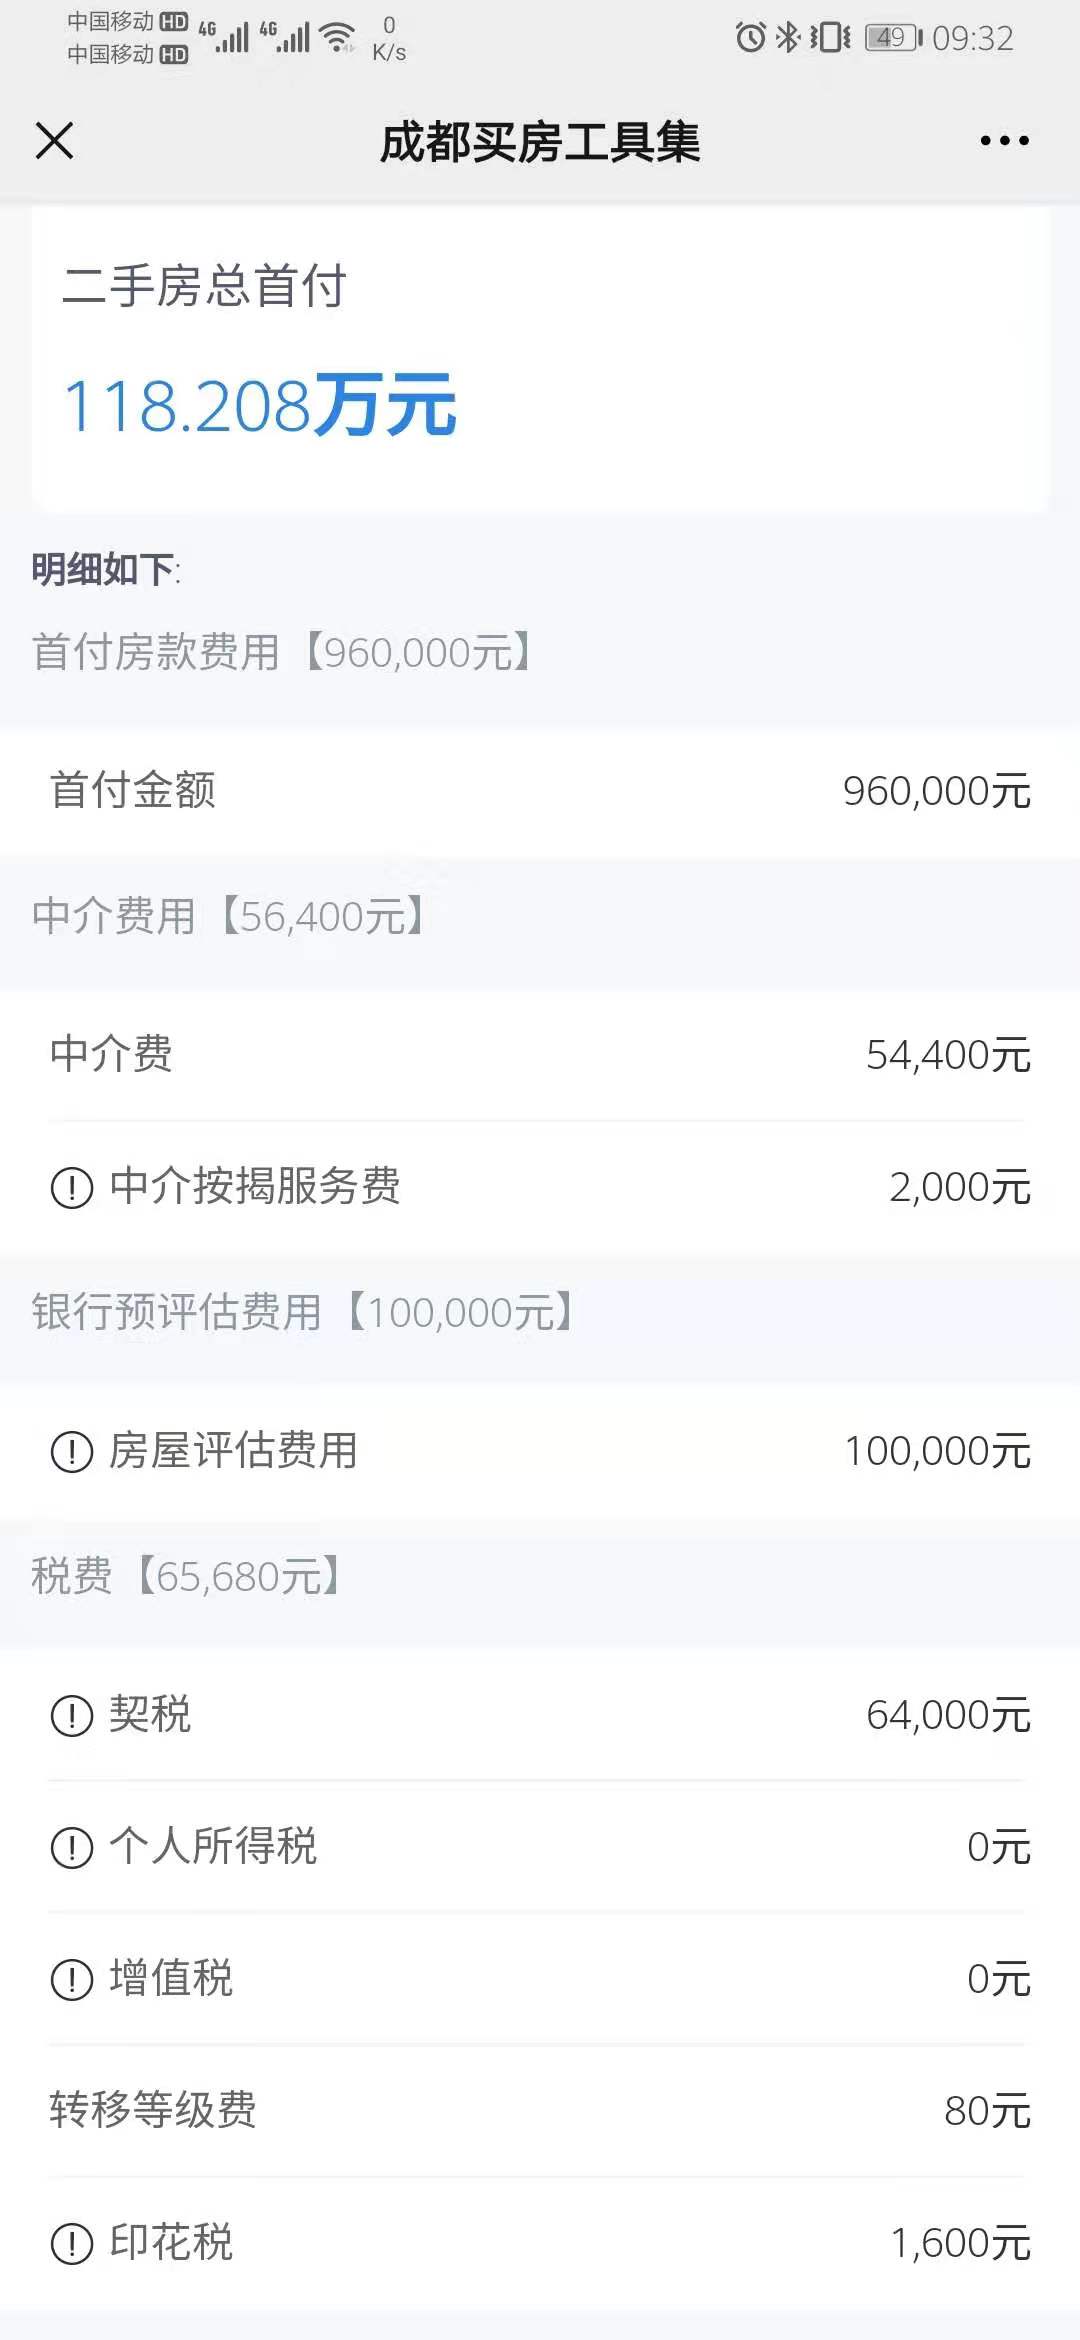 中国移动 HD 4G 4G 0 K/s 49 09:32
中国移动 HD
成都买房工具集
二手房总首付
118.208万元
明细如下:
首付房款费用【960,000元】
首付金额 960,000元
中介费用【56,400元】
中介费 54,400元
中介按揭服务费 2,000元
银行预评估费用【100,000元】
房屋评估费用 100,000元
税费【65,680元】
契税 64,000元
个人所得税 0元
增值税 0元
转移等级费 80元
印花税 1,600元